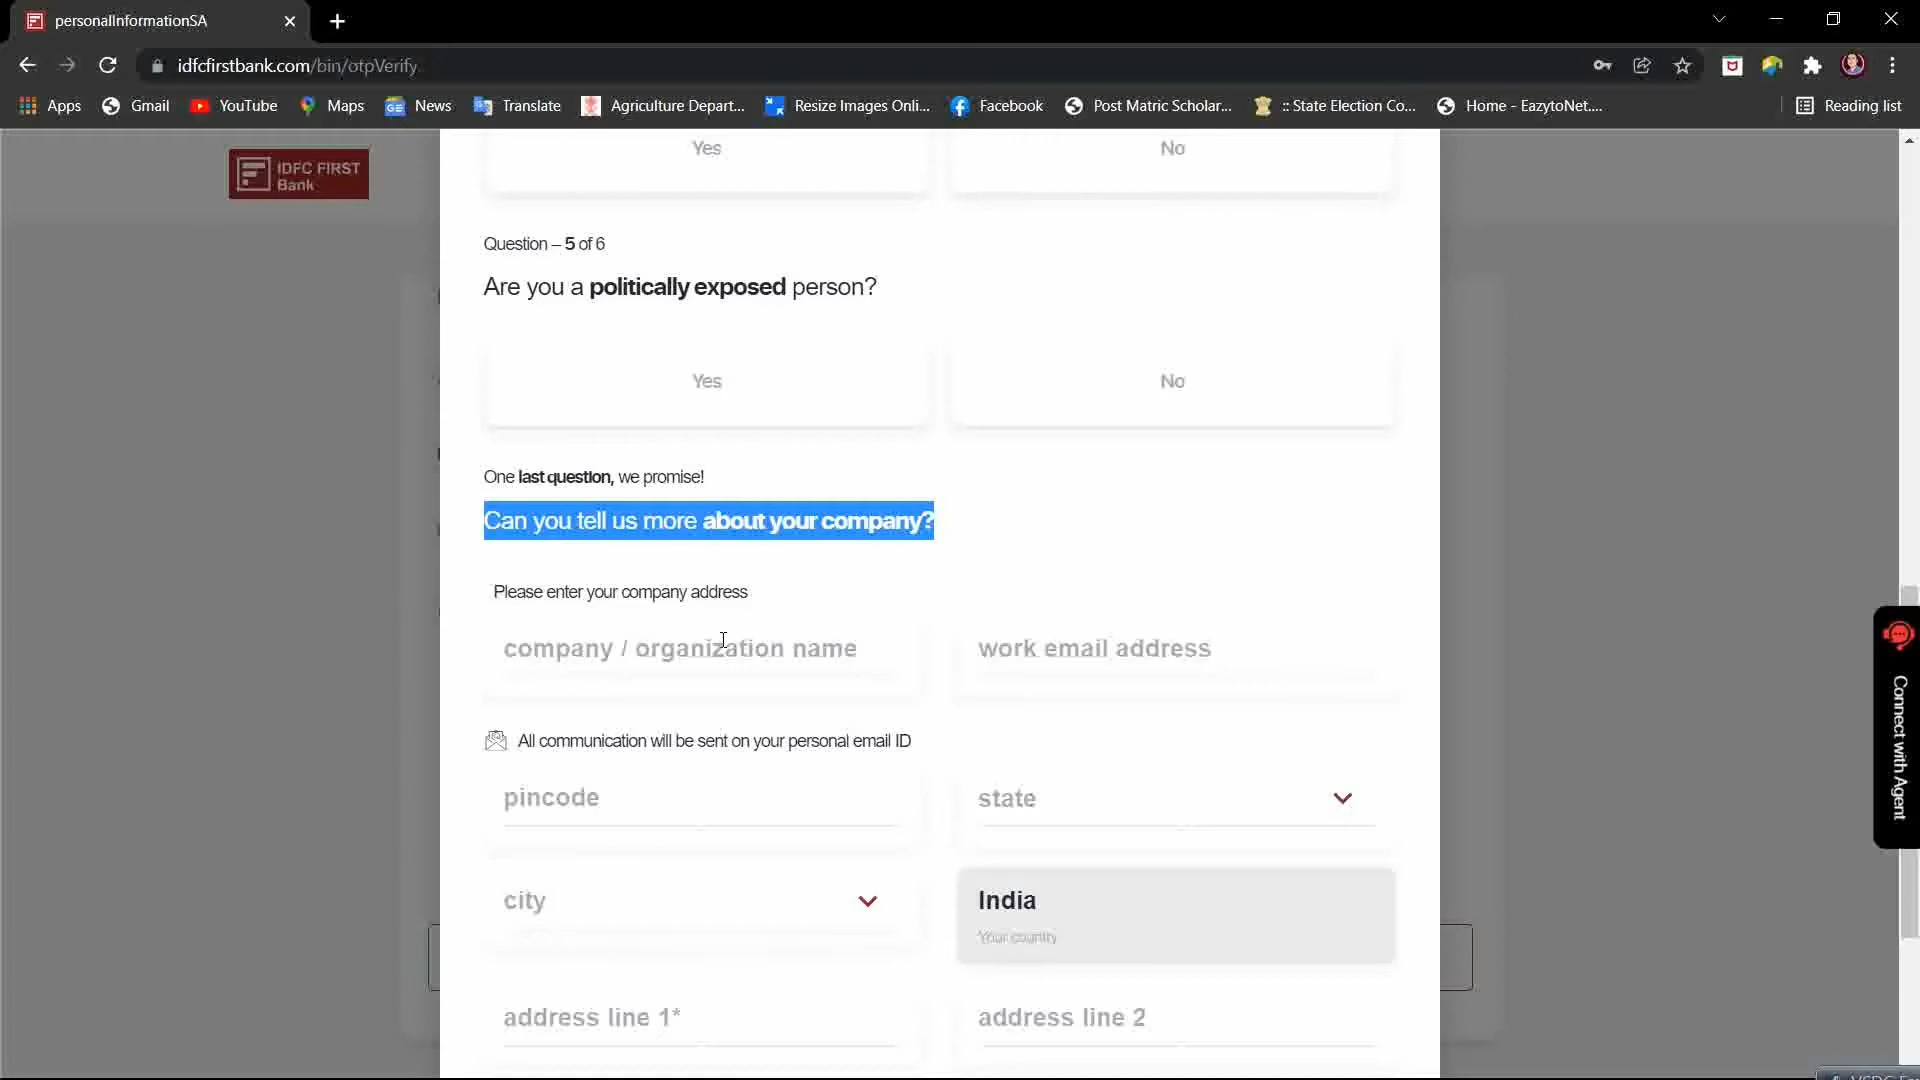 personalInformationSA
idfcfirstbank.com/bin/otpVerify
Apps Gmail YouTube Maps News Translate Agriculture Depart... Resize Images Onli... Facebook Post Matric Scholar... :: State Election Co... Home - EazytoNet.... Reading list
IDFC FIRST
Bank
Yes No
Question – 5 of 6
Are you a politically exposed person?
Yes No
One last question, we promise!
Can you tell us more about your company?
Please enter your company address
company / organization name work email address
All communication will be sent on your personal email ID
pincode state
city India
Your country
address line 1* address line 2
Connect with Agent